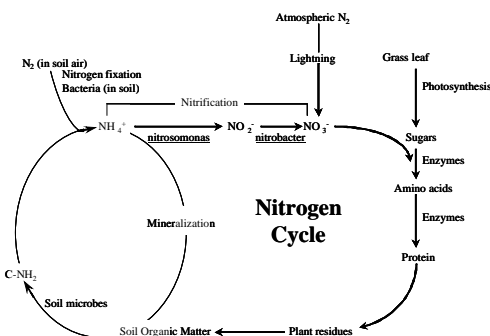 Atmospheric N₂
Lightning
Grass leaf
N₂ (in soil air)
Nitrogen fixation
Bacteria (in soil)
Photosynthesis
Nitrification
NH₄⁺
nitrosomonas
NO₂⁻
nitrobacter
NO₃⁻
Sugars
Enzymes
Amino acids
Enzymes
Nitrogen
Cycle
Mineralization
Protein
C-NH₂
Soil microbes
Soil Organic Matter
Plant residues